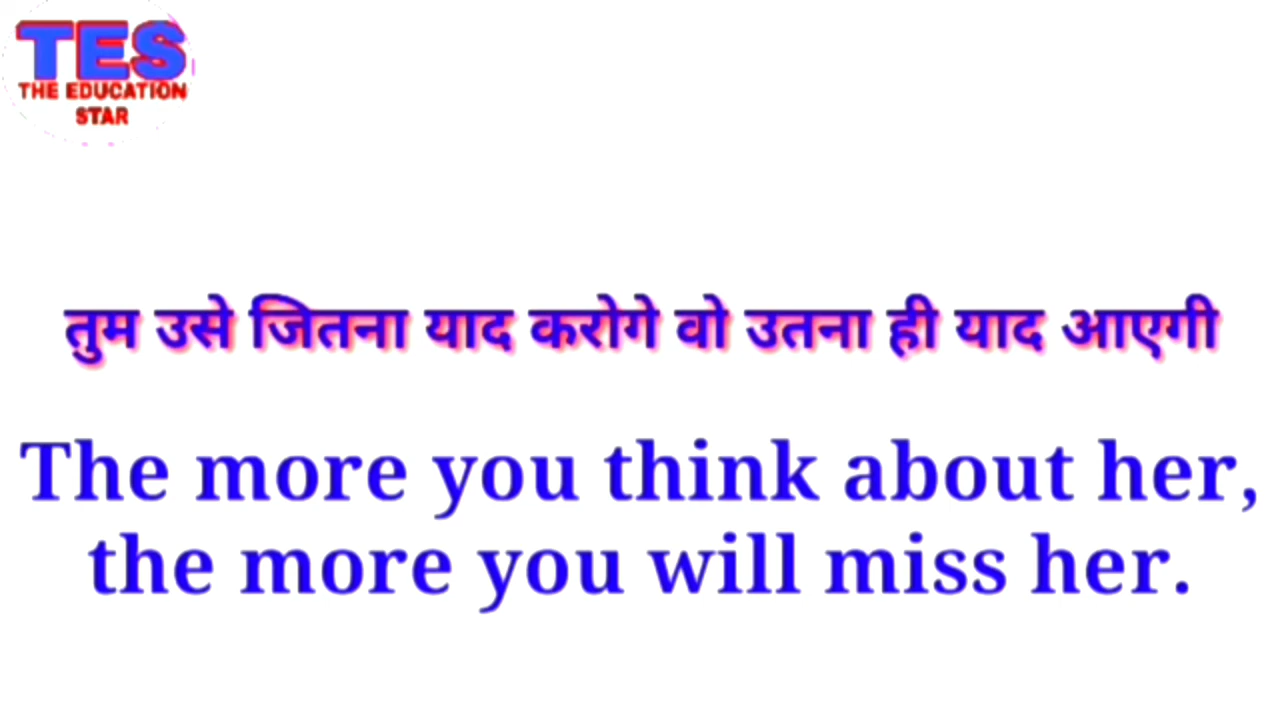 TES
THE EDUCATION
STAR
तुम उसे जितना याद करोगे वो उतना ही याद आएगी
The more you think about her,
the more you will miss her.